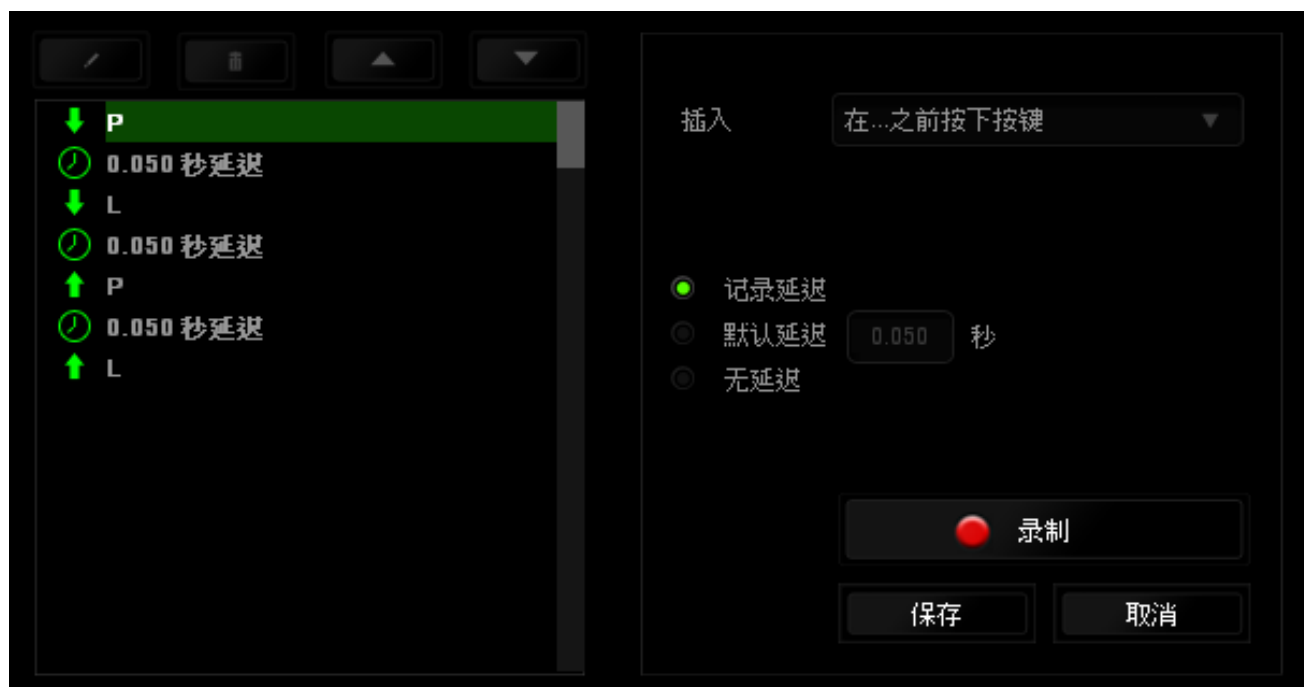 P
0.050 秒延迟
L
0.050 秒延迟
P
0.050 秒延迟
L
插入
在...之前按下按键
记录延迟
默认延迟 0.050 秒
无延迟
录制
保存 取消